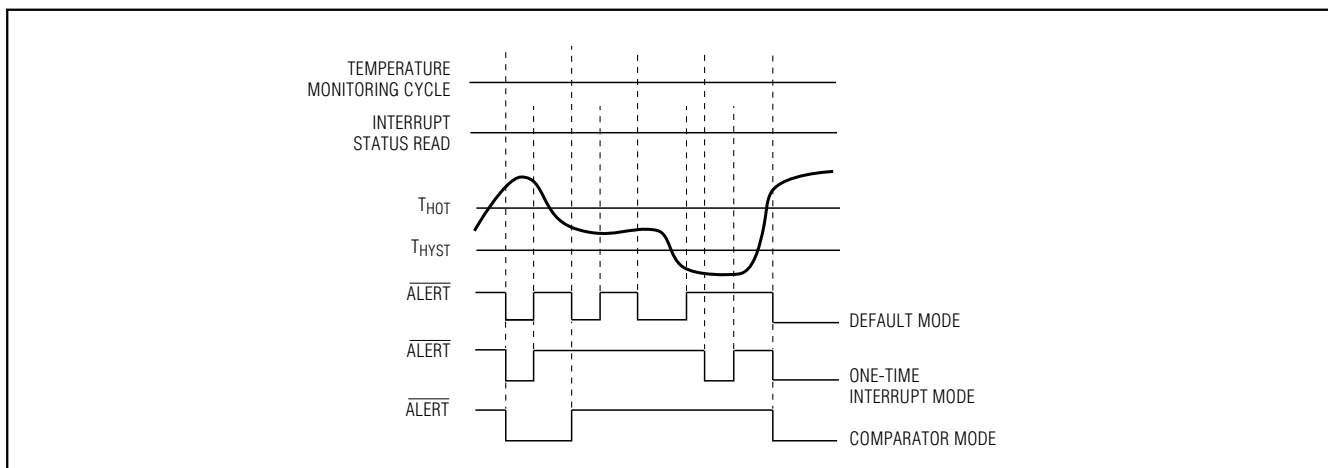 TEMPERATURE
MONITORING CYCLE
INTERRUPT
STATUS READ
THOT
THYST
ALERT
DEFAULT MODE
ALERT
ONE-TIME
INTERRUPT MODE
ALERT
COMPARATOR MODE